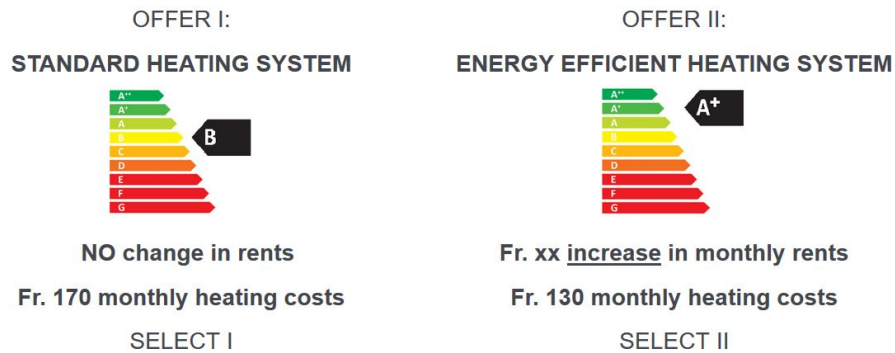 OFFER I:
STANDARD HEATING SYSTEM
A++
A+
A
B
C
D
E
F
G
B
NO change in rents
Fr. 170 monthly heating costs
SELECT I
OFFER II:
ENERGY EFFICIENT HEATING SYSTEM
A++
A+
A
B
C
D
E
F
G
A+
Fr. xx increase in monthly rents
Fr. 130 monthly heating costs
SELECT II